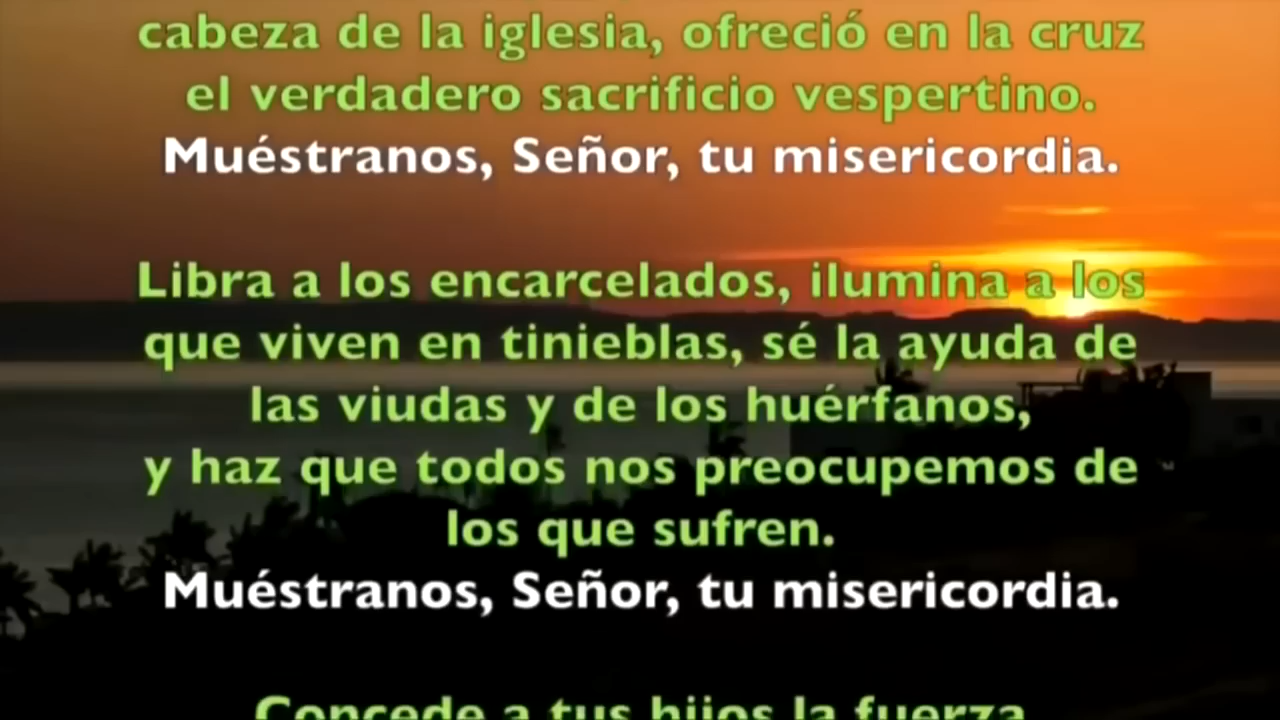 cabeza de la iglesia, ofreció en la cruz
el verdadero sacrificio vespertino.
Muéstranos, Señor, tu misericordia.
Libra a los encarcelados, ilumina a los
que viven en tinieblas, sé la ayuda de
las viudas y de los huérfanos,
y haz que todos nos preocupemos de
los que sufren.
Muéstranos, Señor, tu misericordia.
Concede a tus hijos la fuerza